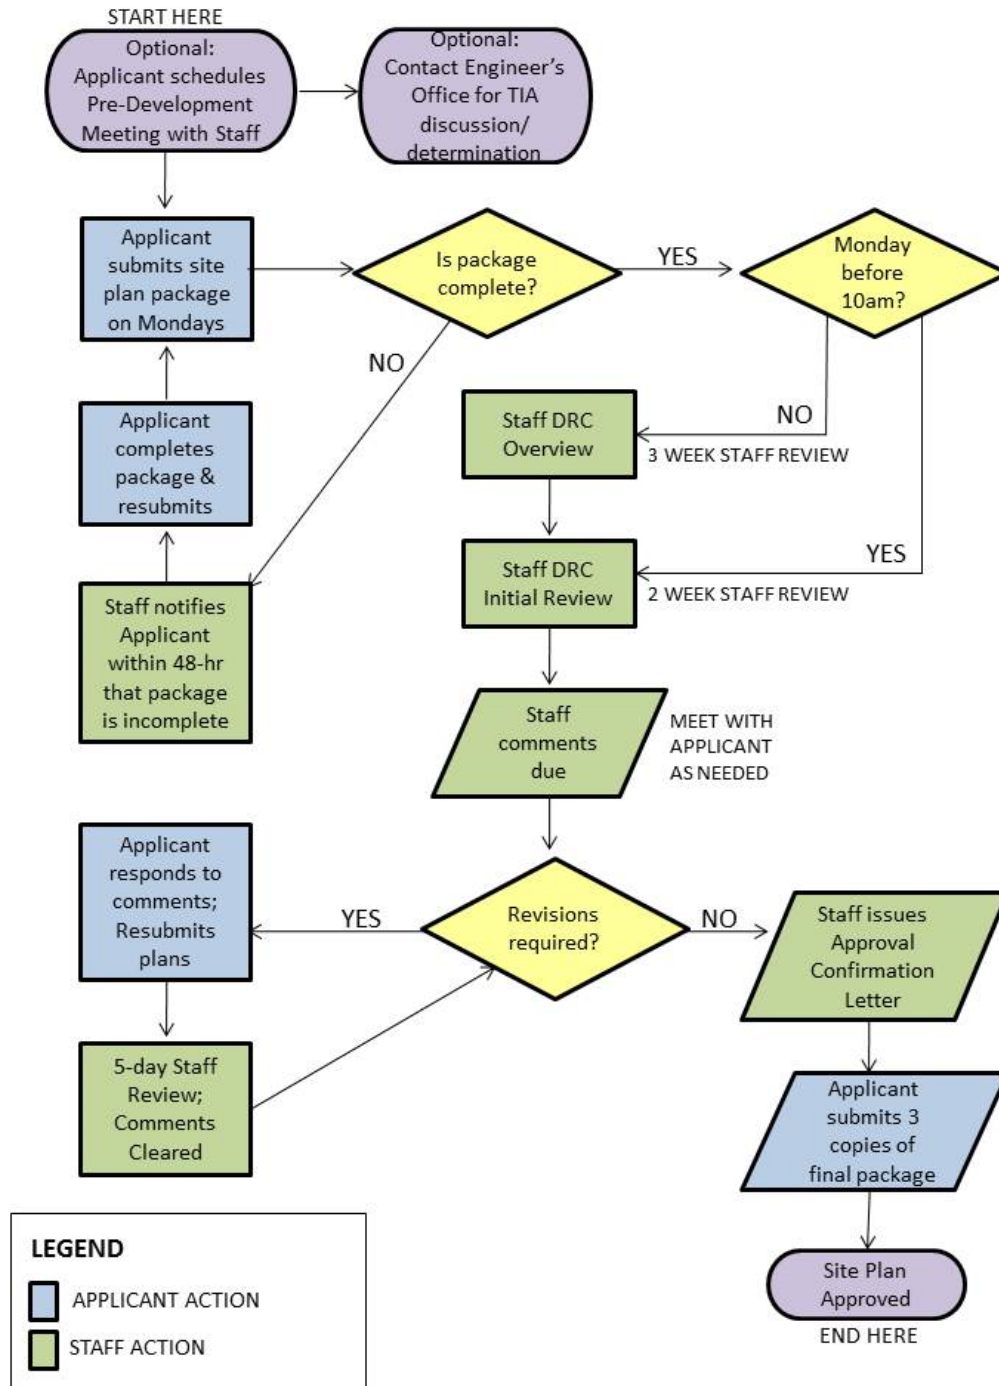 START HERE
Optional:
Applicant schedules
Pre-Development
Meeting with Staff
Optional:
Contact Engineer’s
Office for TIA
discussion/
determination
Applicant
submits site
plan package
on Mondays
Is package
complete?
YES
Monday
before
10am?
NO
Applicant
completes
package &
resubmits
Staff DRC
Overview
NO
3 WEEK STAFF REVIEW
Staff notifies
Applicant
within 48-hr
that package
is incomplete
Staff DRC
Initial Review
YES
2 WEEK STAFF REVIEW
Staff
comments
due
MEET WITH
APPLICANT
AS NEEDED
Applicant
responds to
comments;
Resubmits
plans
YES
Revisions
required?
NO
Staff issues
Approval
Confirmation
Letter
5-day Staff
Review;
Comments
Cleared
Applicant
submits 3
copies of
final package
Site Plan
Approved
END HERE
LEGEND
APPLICANT ACTION
STAFF ACTION